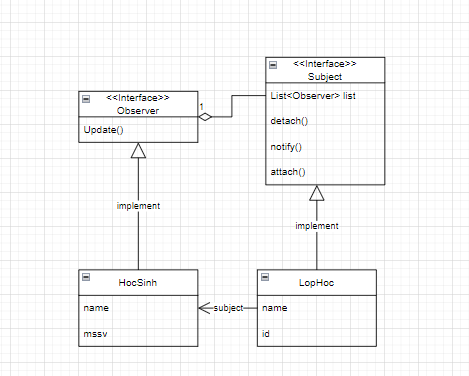 <<Interface>>
Subject
List<Observer> list
detach()
notify()
attach()
<<Interface>>
Observer
Update()
1
implement
implement
HocSinh
name
mssv
subject
LopHoc
name
id